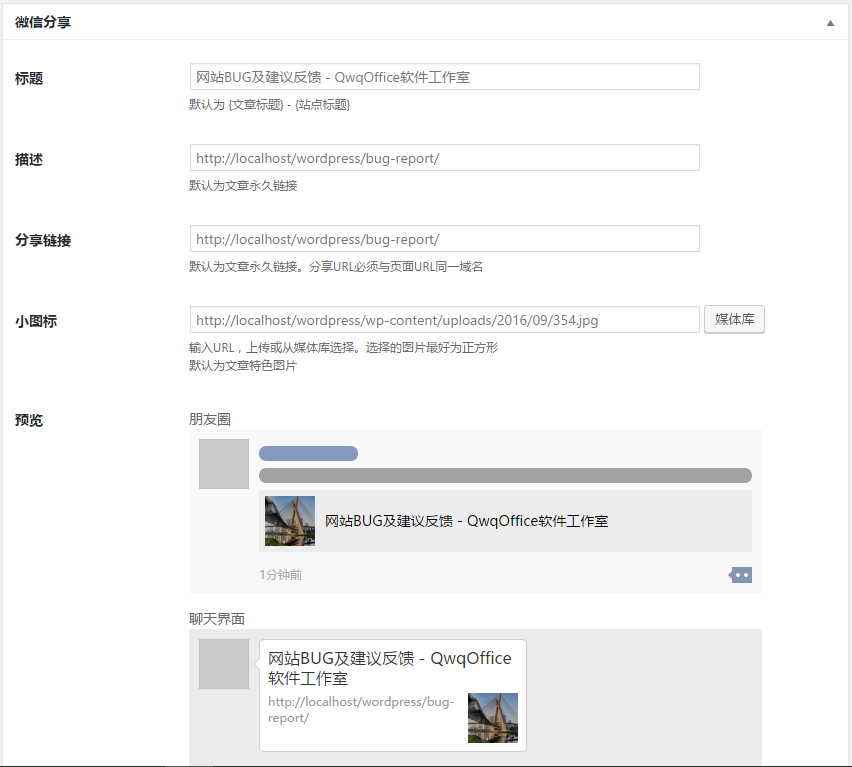 微信分享
标题
网站BUG及建议反馈 - QwqOffice软件工作室
默认为 {文章标题} - {站点标题}
描述
http://localhost/wordpress/bug-report/
默认为文章永久链接
分享链接
http://localhost/wordpress/bug-report/
默认为文章永久链接。分享URL必须与页面URL同一域名
小图标
http://localhost/wordpress/wp-content/uploads/2016/09/354.jpg
媒体库
输入URL，上传或从媒体库选择。选择的图片最好为正方形
默认为文章特色图片
预览
朋友圈
网站BUG及建议反馈 - QwqOffice软件工作室
1分钟前
聊天界面
网站BUG及建议反馈 - QwqOffice
软件工作室
http://localhost/wordpress/bug-
report/